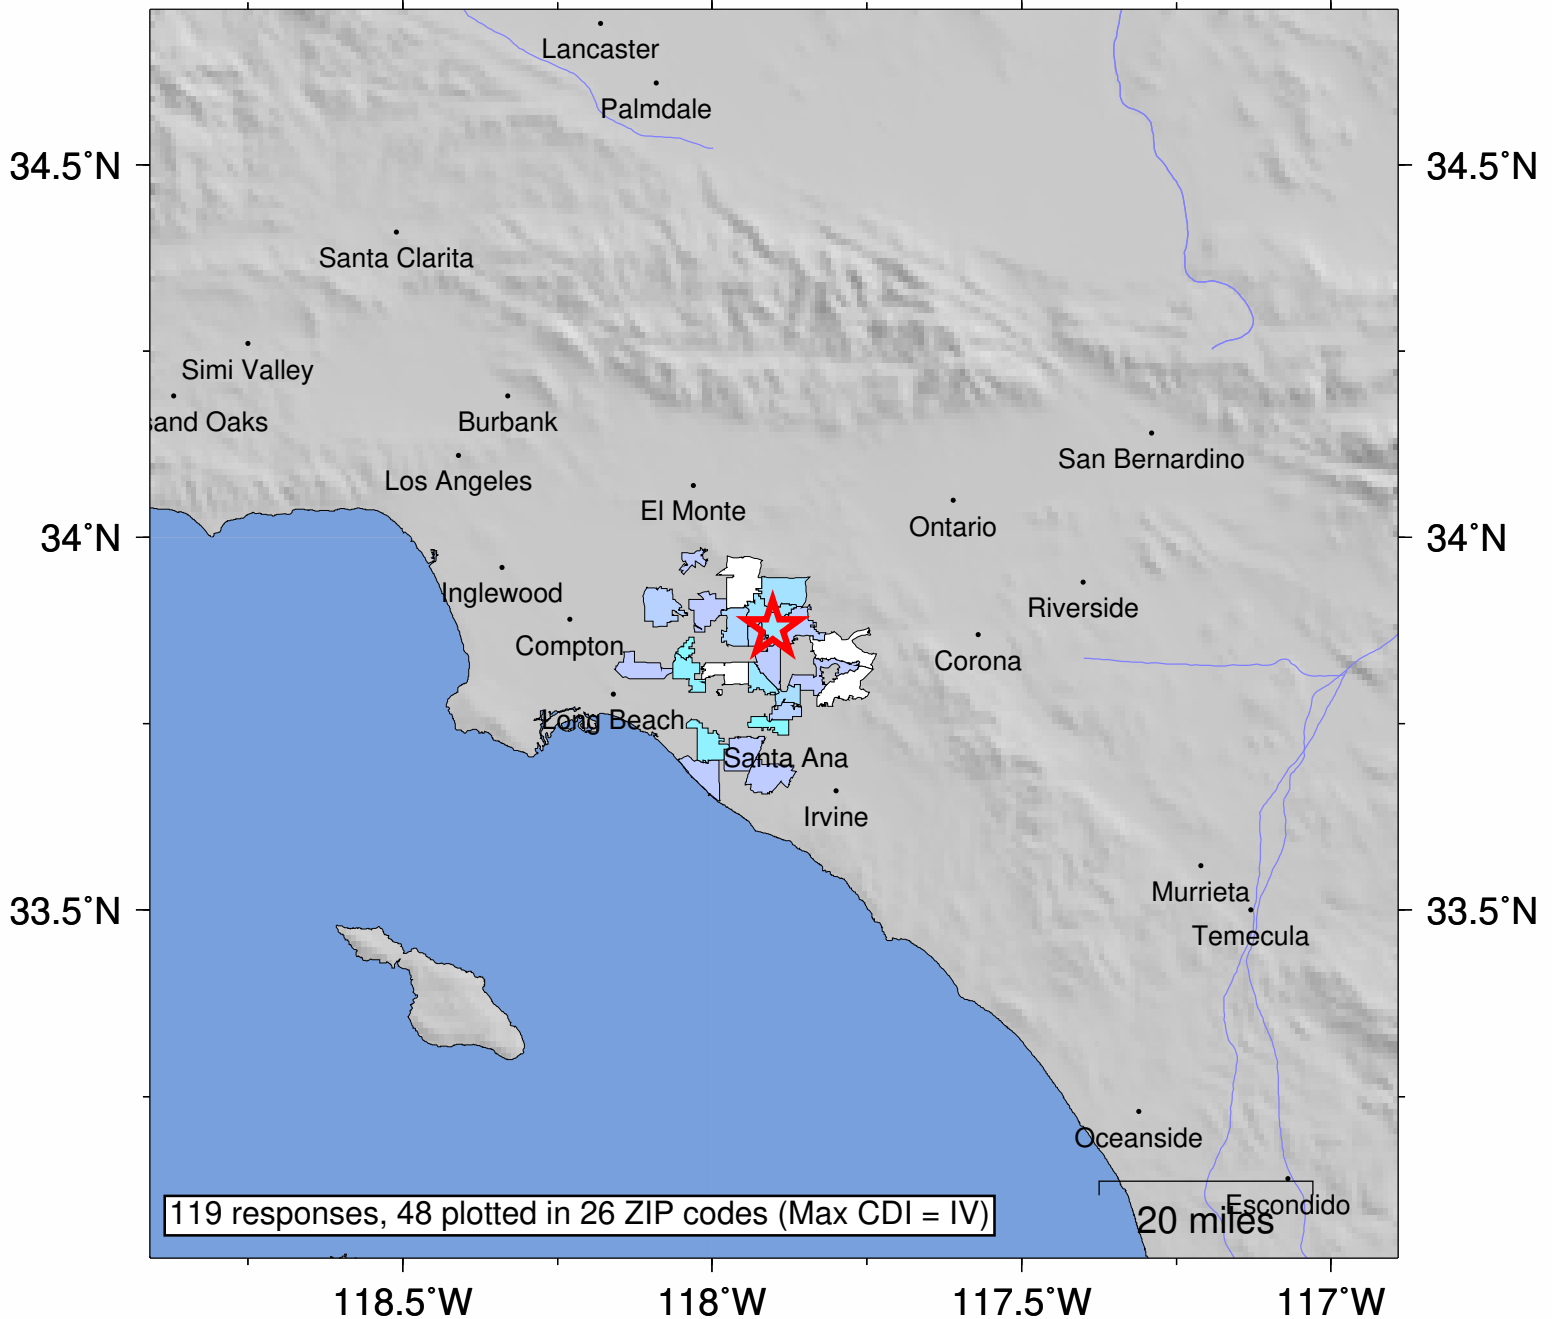 Lancaster
Palmdale
34.5°N
34.5°N
Santa Clarita
Simi Valley
sand Oaks
Burbank
San Bernardino
Los Angeles
El Monte
Ontario
34°N
34°N
Inglewood
Riverside
Compton
Corona
Long Beach
Santa Ana
Irvine
Murrieta
33.5°N
33.5°N
Temecula
Oceanside
Escondido
119 responses, 48 plotted in 26 ZIP codes (Max CDI = IV)
20 miles
118.5°W
118°W
117.5°W
117°W